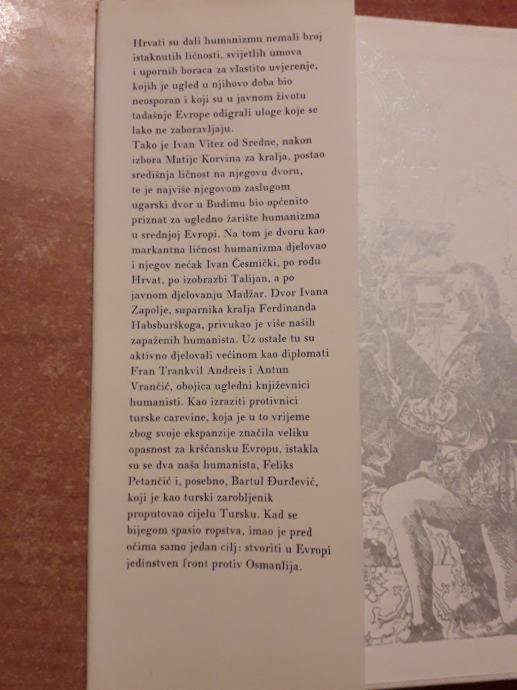 Hrvati su dali humanizmu nemali broj
istaknutih ličnosti, svijetlih umova
i upornih boraca za vlastito uvjerenje,
kojih je ugled u njihovo doba bio
neosporan i koji su u javnom životu
tadašnje Evrope odigrali uloge koje se
lako ne zaboravljaju.
Tako je Ivan Vitez od Sredne, nakon
izbora Matije Korvina za kralja, postao
središnja ličnost na njegovu dvoru,
te je najviše njegovom zaslugom
ugarski dvor u Budimu bio općenito
priznat za ugledno žarište humanizma
u srednjoj Evropi. Na tom je dvoru kao
markantna ličnost humanizma djelovao
i njegov nećak Ivan Česmički, po rodu
Hrvat, po izobrazbi Talijan, a po
javnom djelovanju Madžar. Dvor Ivana
Zapolje, suparnika kralja Ferdinanda
Habsburškoga, privukao je više naših
zapaženih humanista. Uz ostale tu su
aktivno djelovali većinom kao diplomati
Fran Trankvil Andreis i Antun
Vrančić, obojica ugledni književnici
humanisti. Kao izraziti protivnici
turske carevine, koja je u to vrijeme
zbog svoje ekspanzije značila veliku
opasnost za kršćansku Evropu, istakla
su se dva naša humanista, Feliks
Petančić i, posebno, Bartul Đurđević,
koji je kao turski zarobljenik
proputovao cijelu Tursku. Kad se
bijegom spasio ropstva, imao je pred
očima samo jedan cilj: stvoriti u Evropi
jedinstven front protiv Osmanlija.